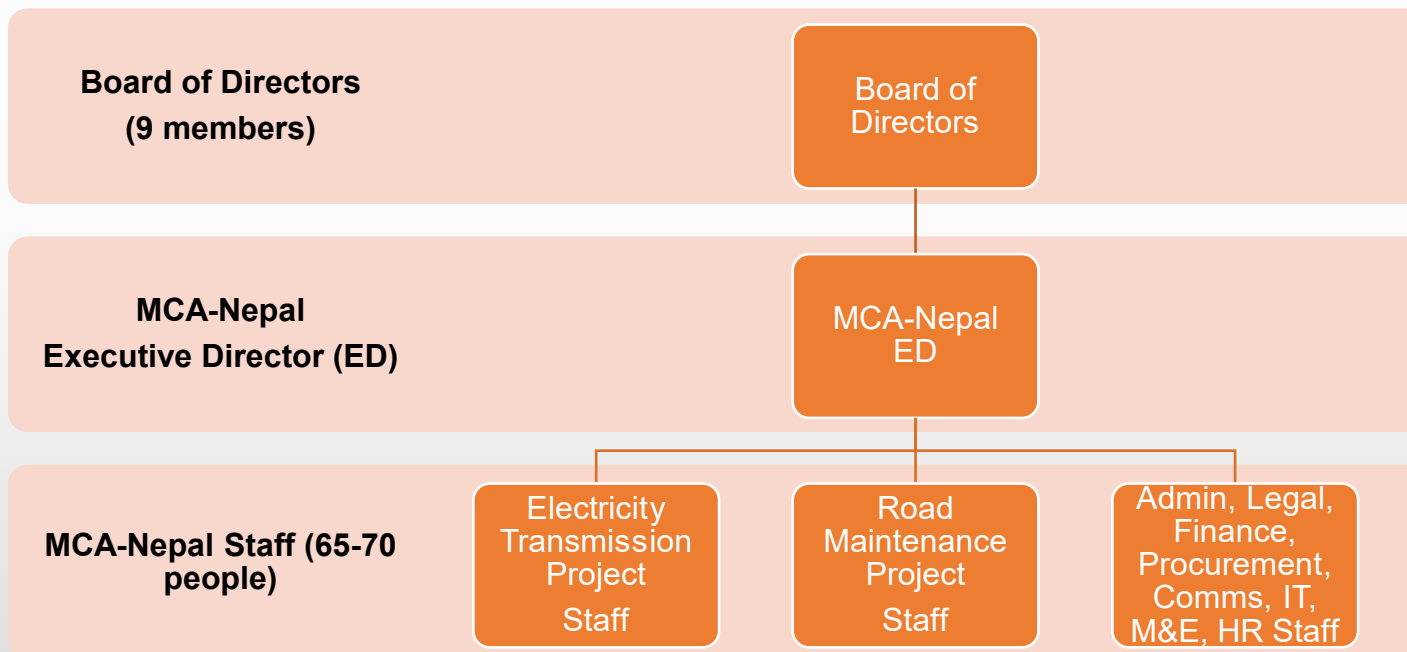 Board of Directors
(9 members)
Board of
Directors
MCA-Nepal
Executive Director (ED)
MCA-Nepal
ED
MCA-Nepal Staff (65-70
people)
Electricity
Transmission
Project
Staff
Road
Maintenance
Project
Staff
Admin, Legal,
Finance,
Procurement,
Comms, IT,
M&E, HR Staff